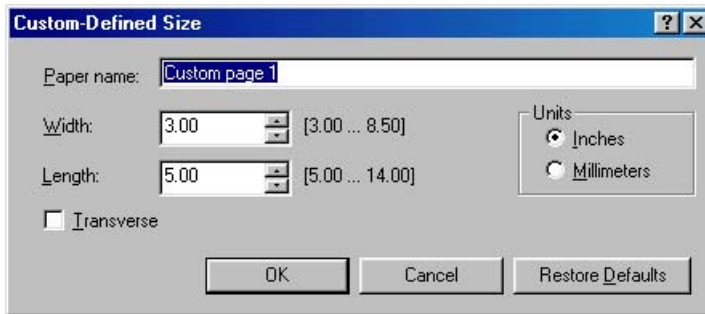 Custom-Defined Size
Paper name: Custom page 1
Units
Width: 3.00 [3.00 ... 8.50]
Inches
Length: 5.00 [5.00 ... 14.00]
Millimeters
Transverse
OK Cancel Restore Defaults